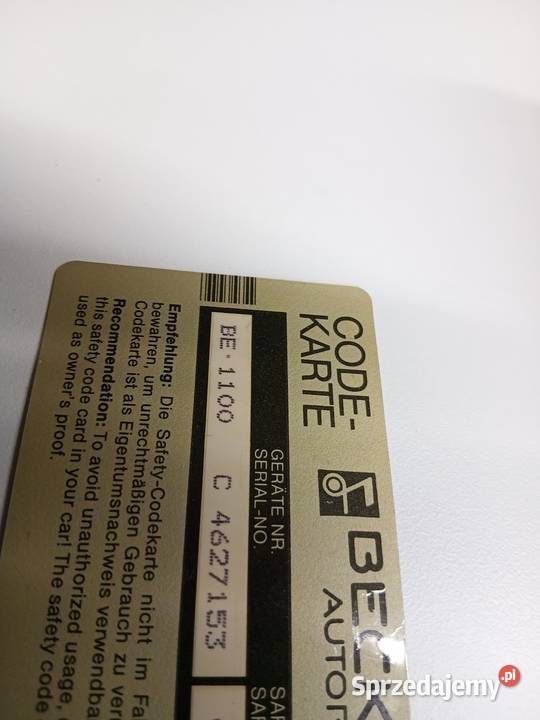 CODE-
KARTE
GERÄTE NR.
SERIAL-NO.
BE·1100 C 4627153
Empfehlung: Die Safety-Codekarte nicht im
bewahren, um unrechtmäßigen Gebrauch zu
Codekarte ist als Eigentumsnachweis
Recommendation: To avoid unauthorized usage,
this safety code card in your car! The safety code
used as owner's proof.
Sprzedajemy.pl